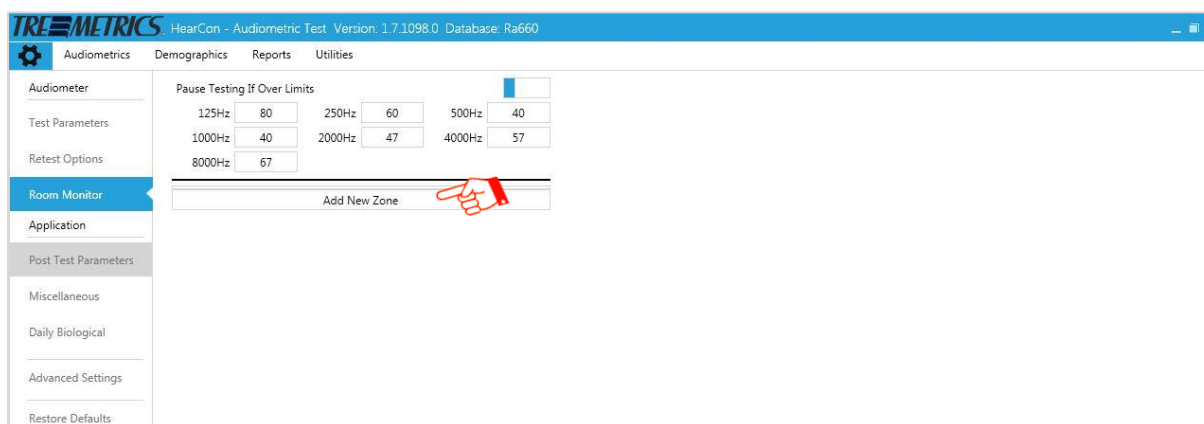 TREMETRICS. HearCon - Audiometric Test Version: 1.7.1098.0 Database: Ra660
Audiometrics Demographics Reports Utilities
Audiometer
Test Parameters
Retest Options
Room Monitor
Application
Post Test Parameters
Miscellaneous
Daily Biological
Advanced Settings
Restore Defaults
Pause Testing If Over Limits
125Hz 80 250Hz 60 500Hz 40
1000Hz 40 2000Hz 47 4000Hz 57
8000Hz 67
Add New Zone